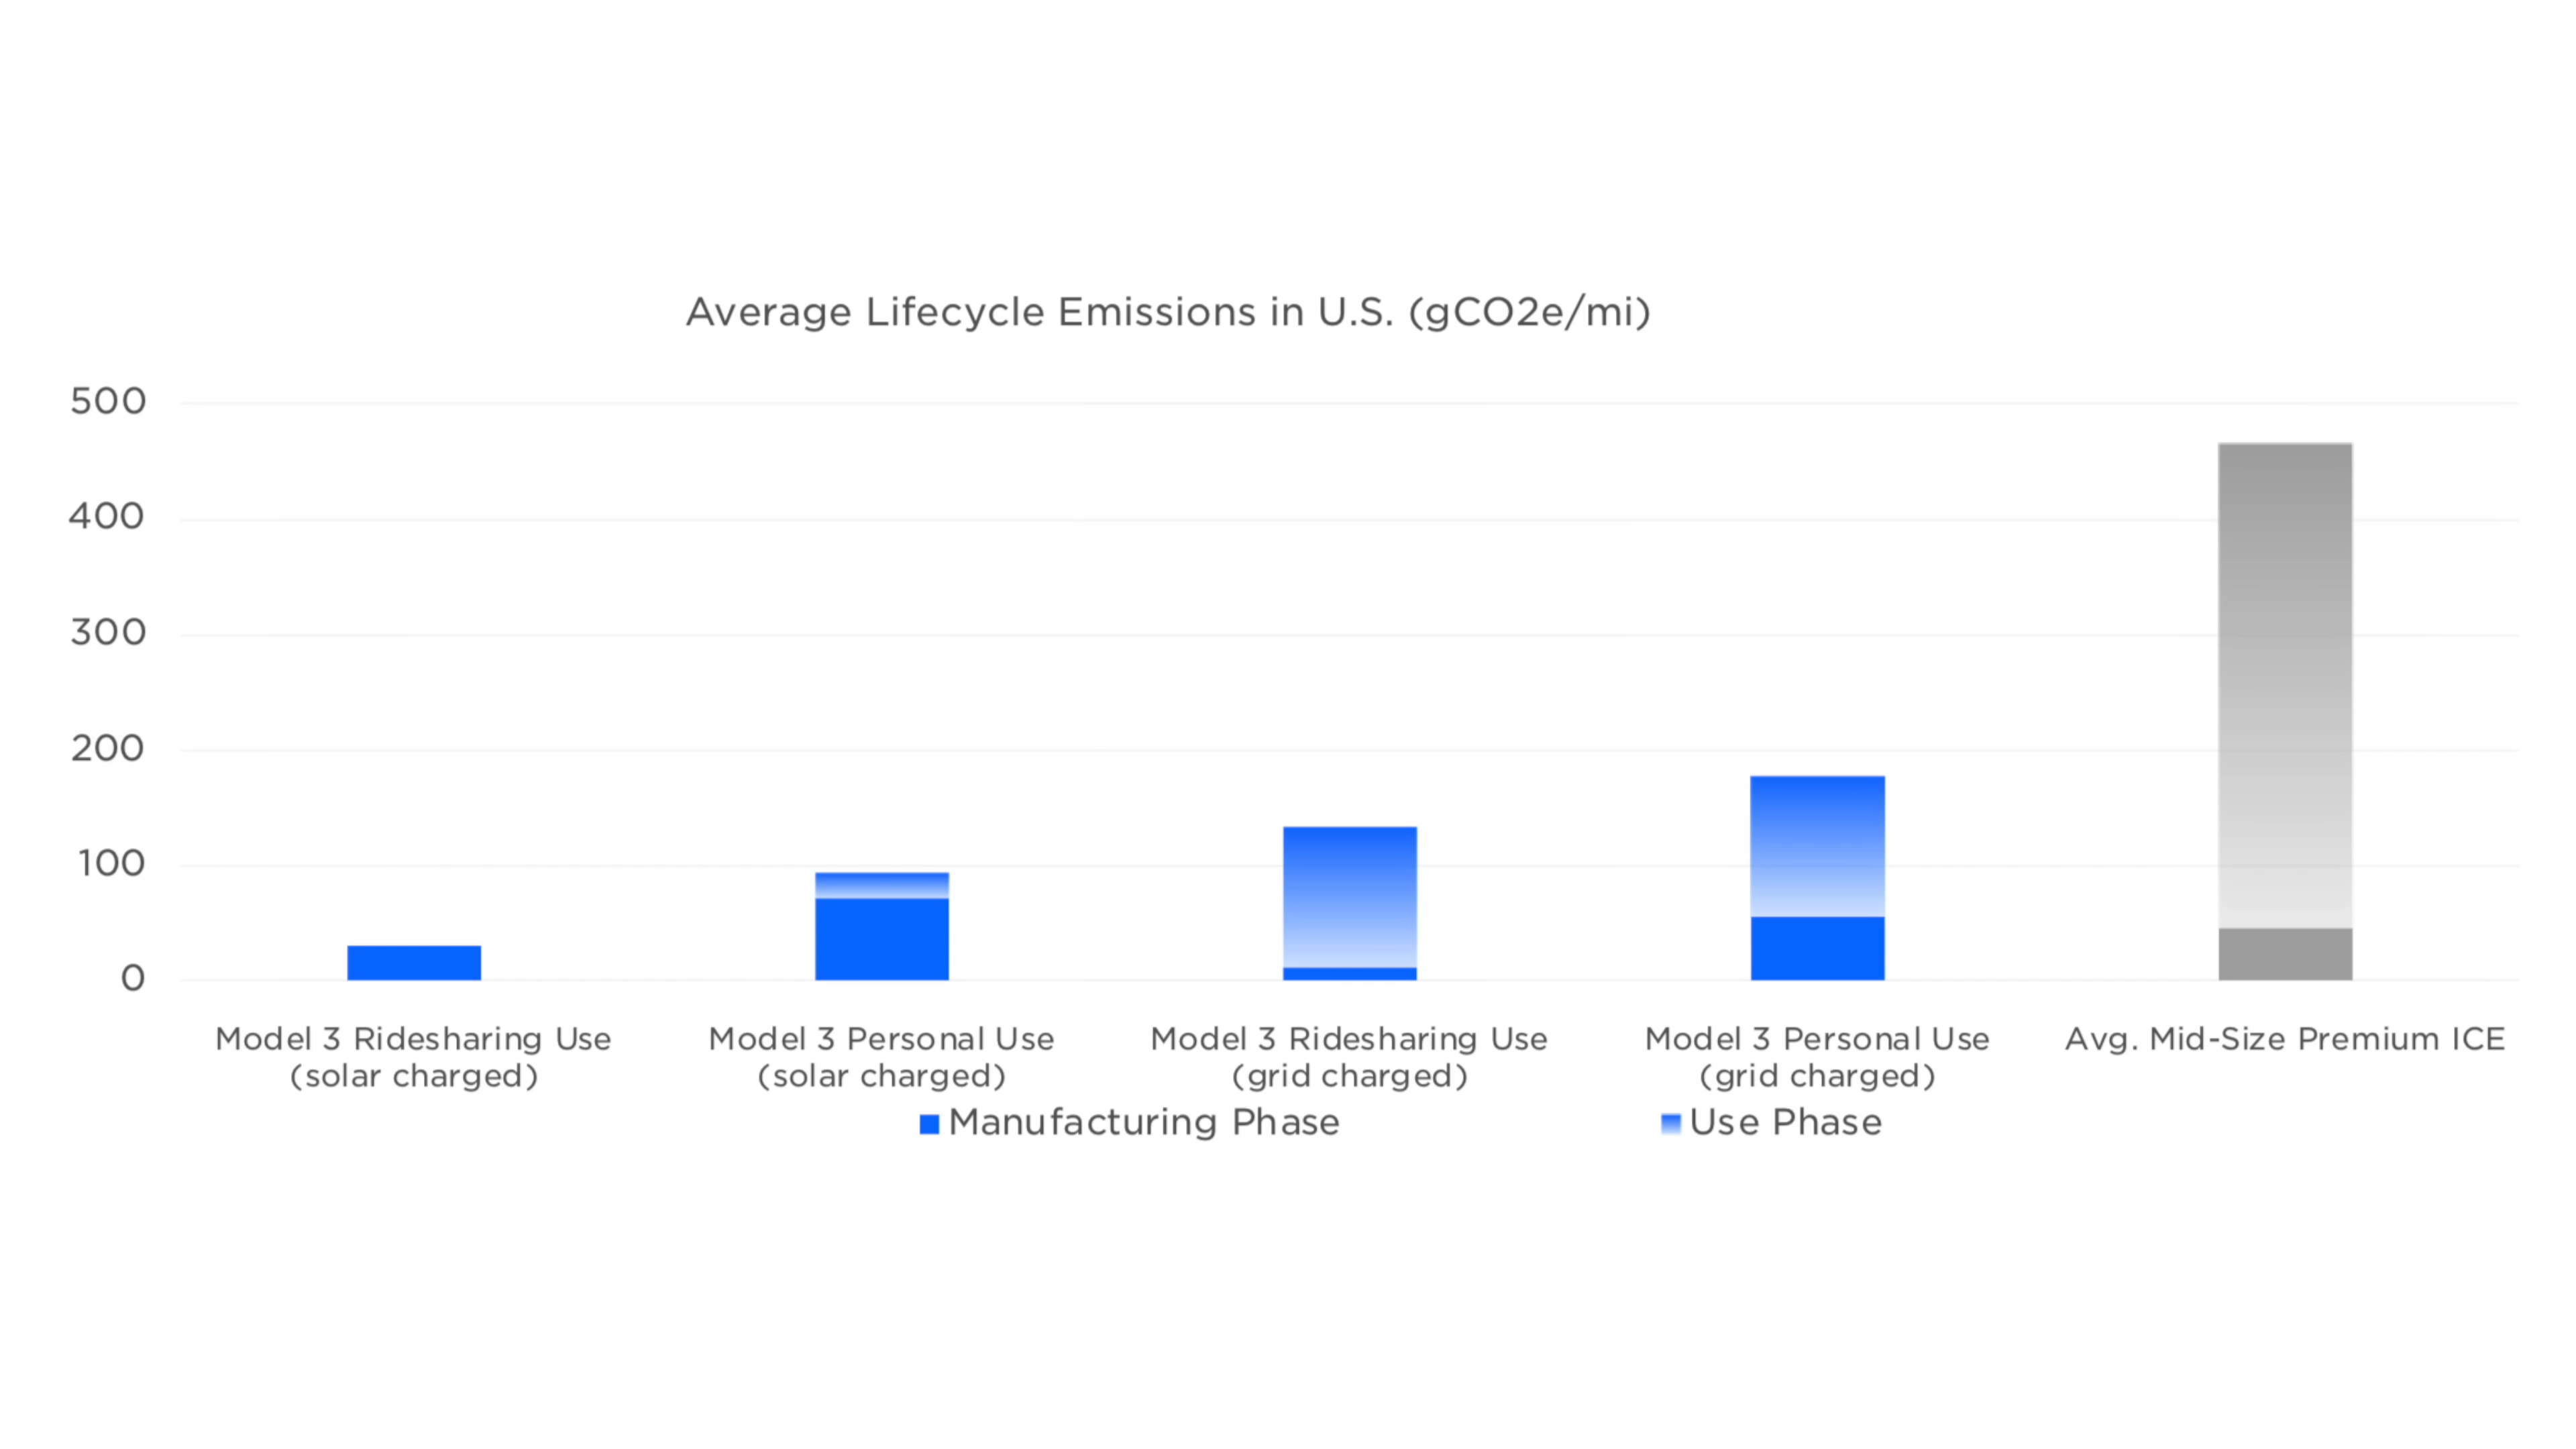 Average Lifecycle Emissions in U.S. (gCO2e/mi)
500
400
300
200
100
0
Model 3 Ridesharing Use
(solar charged)
Model 3 Personal Use
(solar charged)
Model 3 Ridesharing Use
(grid charged)
Model 3 Personal Use
(grid charged)
Avg. Mid-Size Premium ICE
Manufacturing Phase
Use Phase